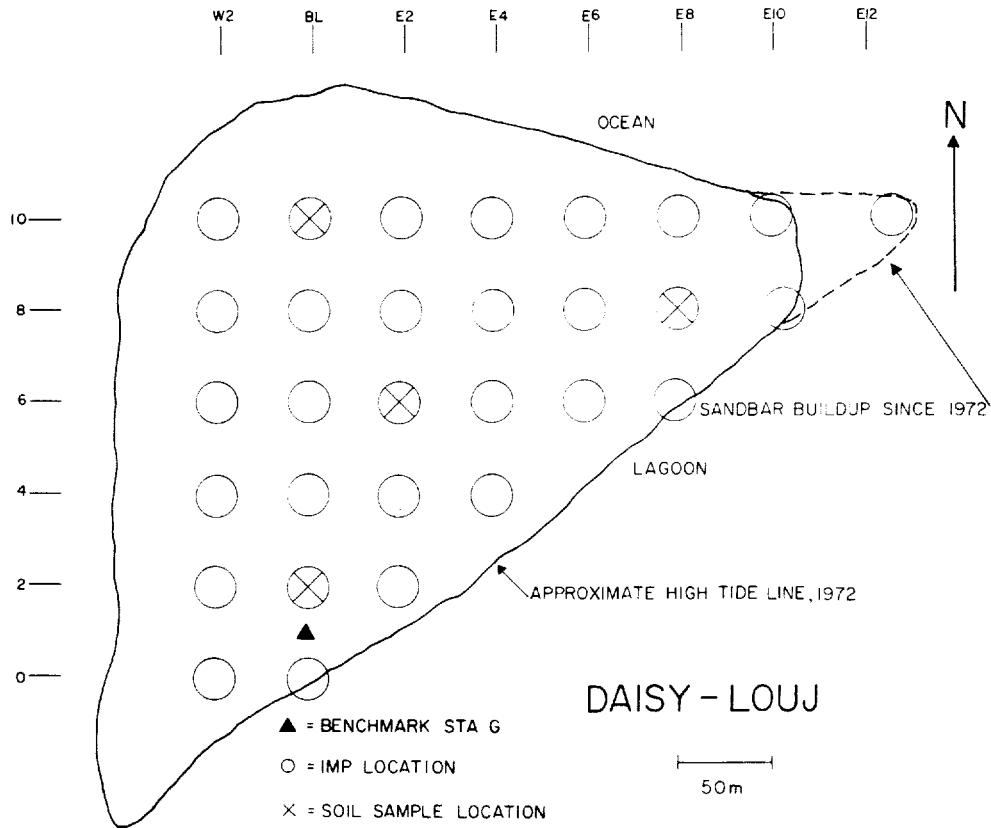 W2 BL E2 E4 E6 E8 E10 E12
OCEAN
N
10
8
6
SANDBAR BUILDUP SINCE 1972
LAGOON
4
2
APPROXIMATE HIGH TIDE LINE, 1972
0
DAISY - LOUJ
▲ = BENCHMARK STA G
○ = IMP LOCATION
50m
× = SOIL SAMPLE LOCATION